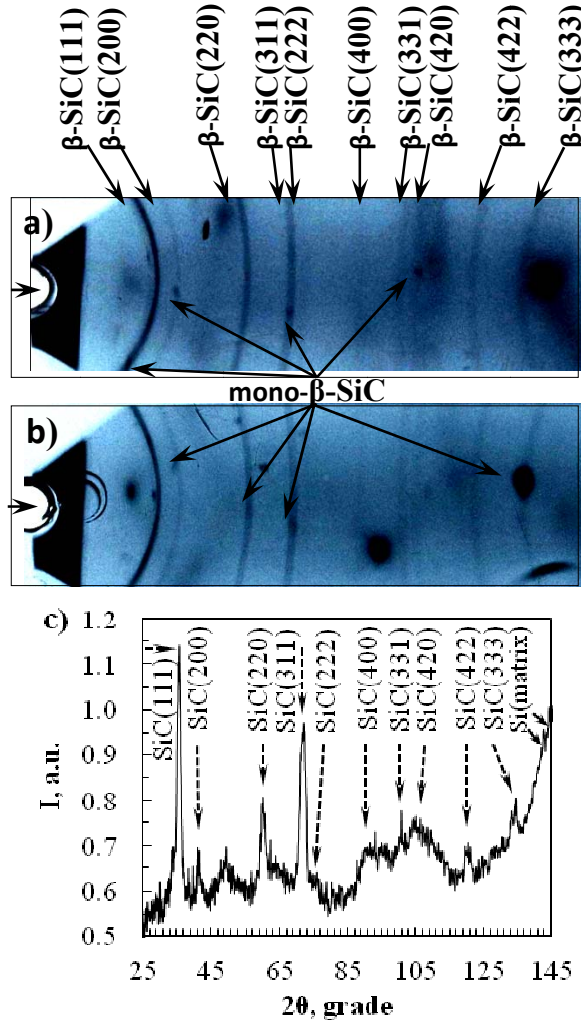 β-SiC(111)
β-SiC(200)
β-SiC(220)
β-SiC(311)
β-SiC(222)
β-SiC(400)
β-SiC(331)
β-SiC(420)
β-SiC(422)
β-SiC(333)
a)
mono-β-SiC
b)
c)
1.2
1.1
1.0
0.9
0.8
0.7
0.6
0.5
I, a.u.
SiC(111)
SiC(200)
SiC(220)
SiC(311)
SiC(222)
SiC(400)
SiC(331)
SiC(420)
SiC(422)
SiC(333)
Si(matrix)
25 45 65 85 105 125 145
2θ, grade